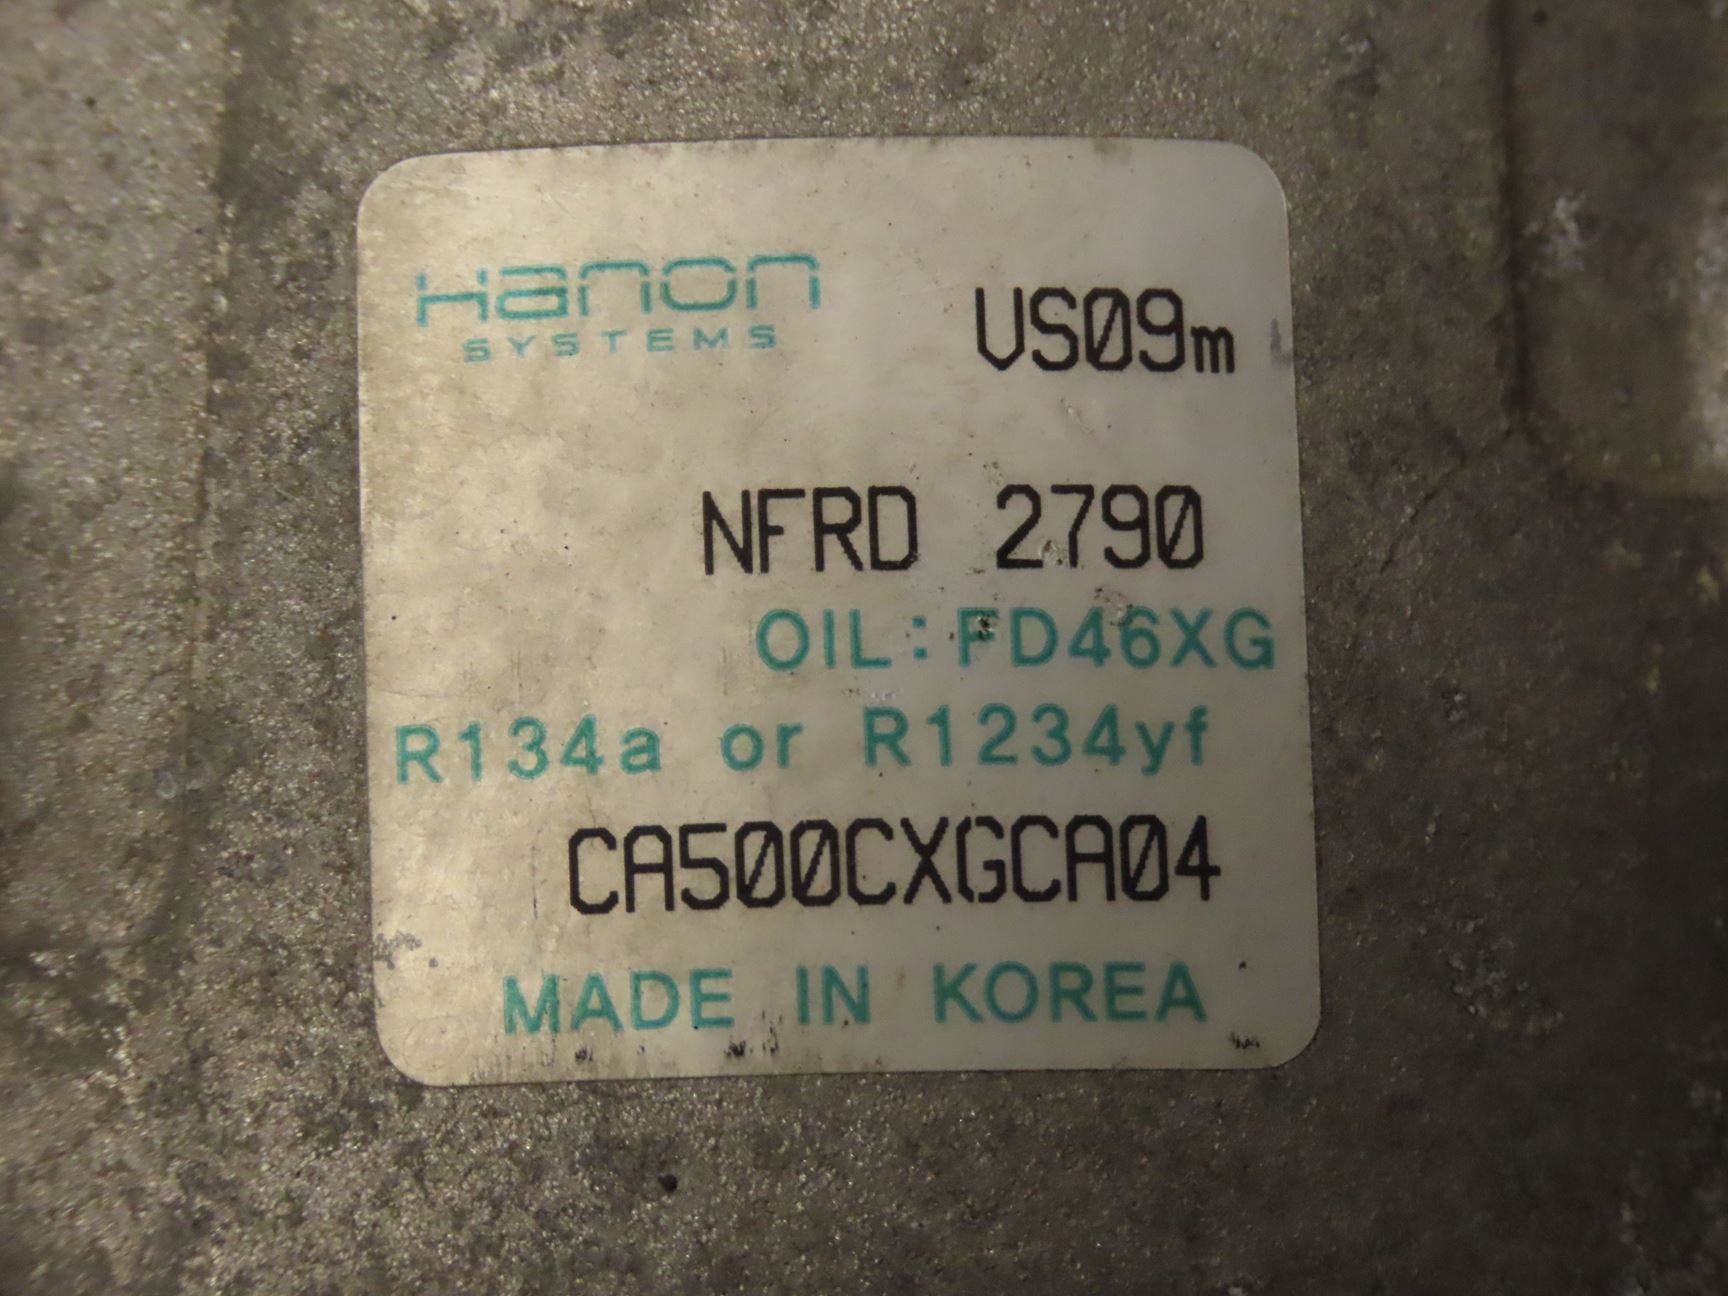 Hanon
SYSTEMS
VS09m
NFRD 2790
OIL: FD46XG
R134a or R1234yf
CA500CXGCA04
MADE IN KOREA